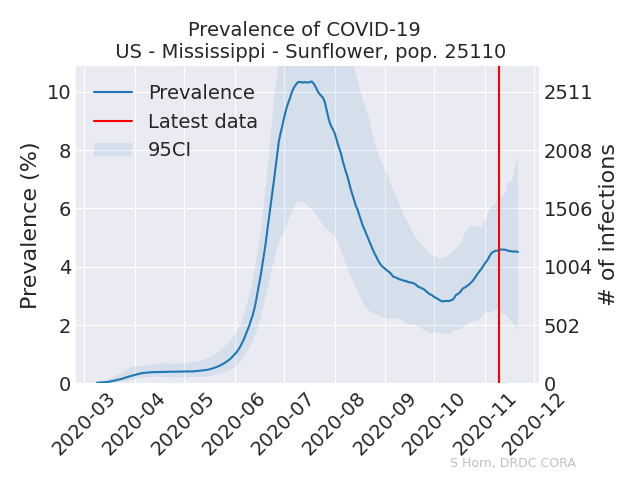 Prevalence of COVID-19
US - Mississippi - Sunflower, pop. 25110
Prevalence
Latest data
95CI
Prevalence (%)
10
8
6
4
2
0
2511
2008
1506
1004
502
0
# of infections
2020-03
2020-04
2020-05
2020-06
2020-07
2020-08
2020-09
2020-10
2020-11
2020-12
S Horn, DRDC CORA